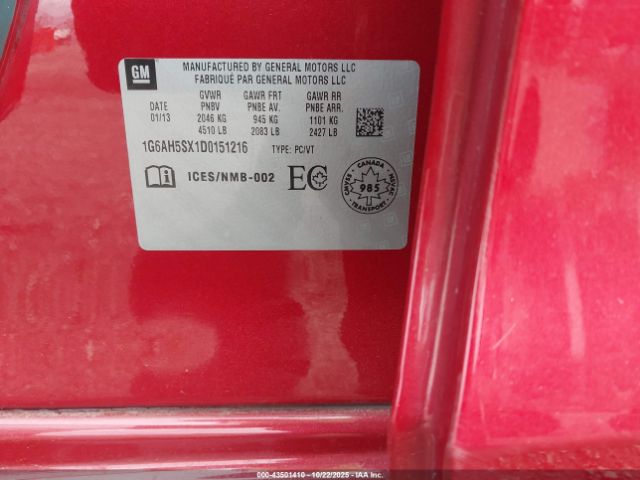 GM
MANUFACTURED BY GENERAL MOTORS LLC
FABRIQUÉ PAR GENERAL MOTORS LLC
GVWR GAWR FRT GAWR RR
DATE PNBV PNBE AV. PNBE ARR.
01/13 2046 KG 945 KG 1101 KG
4510 LB 2083 LB 2427 LB
1G6AH5SX1D0151216 TYPE: PC/VT
ICES/NMB-002 EC
CANADA
CMVSS NSVAC
985
TRANSPORT
000-43501410 - 10/22/2025 - IAA